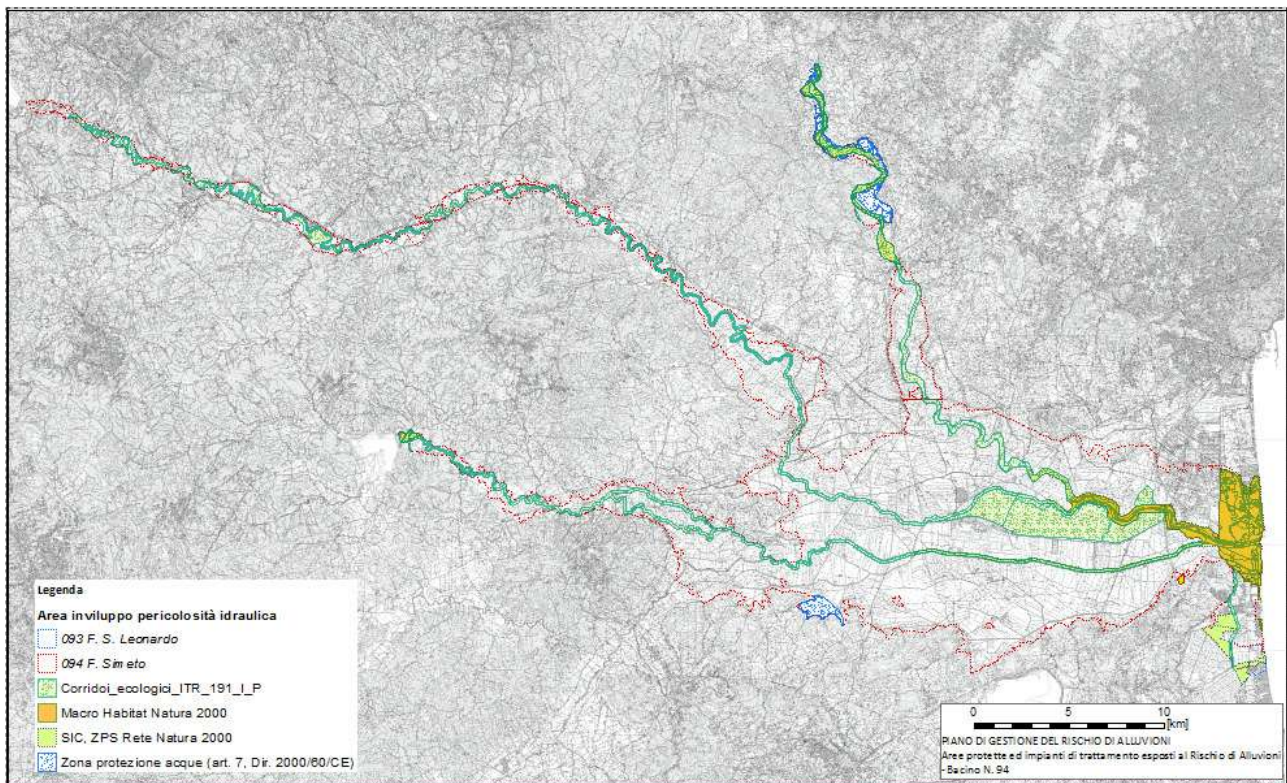 Legenda
Area inviluppo pericolosità idraulica
093 F. S. Leonardo
094 F. Simeto
Corridoi_ecologici_ITR_191_I_P
Macro Habitat Natura 2000
SIC, ZPS Rete Natura 2000
Zona protezione acque (art. 7, Dir. 2000/60/CE)
0 5 10
[km]
PIANO DI GESTIONE DEL RISCHIO DI ALLUVIONI
Aree protette ed impianti di trattamento esposti al Rischio di Alluvioni
- Bacino N. 94